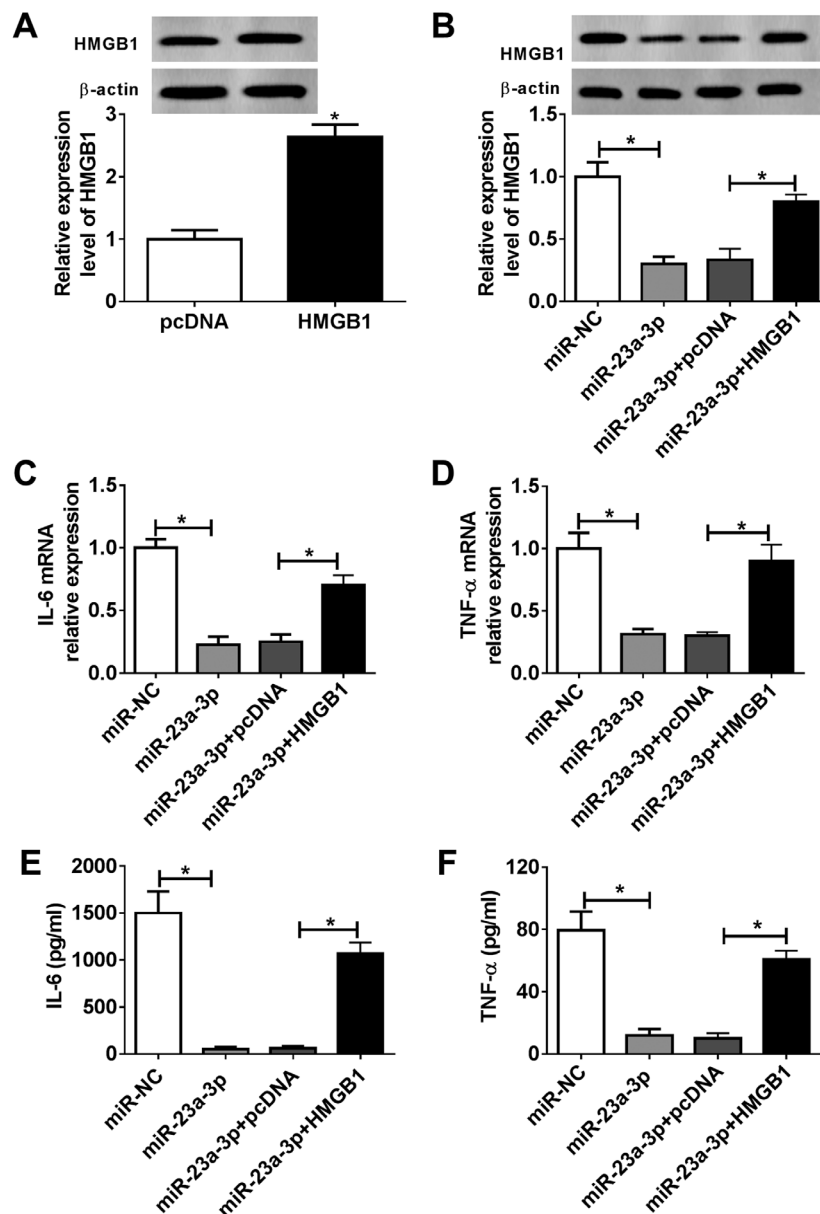 A
HMGB1
β-actin
Relative expression
level of HMGB1
3
2
1
0
*
pcDNA
HMGB1
B
HMGB1
β-actin
Relative expression
level of HMGB1
1.5
1.0
0.5
0.0
*
*
miR-NC
miR-23a-3p
miR-23a-3p+pcDNA
miR-23a-3p+HMGB1
C
IL-6 mRNA
relative expression
1.5
1.0
0.5
0.0
*
*
miR-NC
miR-23a-3p
miR-23a-3p+pcDNA
miR-23a-3p+HMGB1
D
TNF-α mRNA
relative expression
1.5
1.0
0.5
0.0
*
*
miR-NC
miR-23a-3p
miR-23a-3p+pcDNA
miR-23a-3p+HMGB1
E
IL-6 (pg/ml)
2000
1500
1000
500
0
*
*
miR-NC
miR-23a-3p
miR-23a-3p+pcDNA
miR-23a-3p+HMGB1
F
TNF-α (pg/ml)
120
80
40
0
*
*
miR-NC
miR-23a-3p
miR-23a-3p+pcDNA
miR-23a-3p+HMGB1